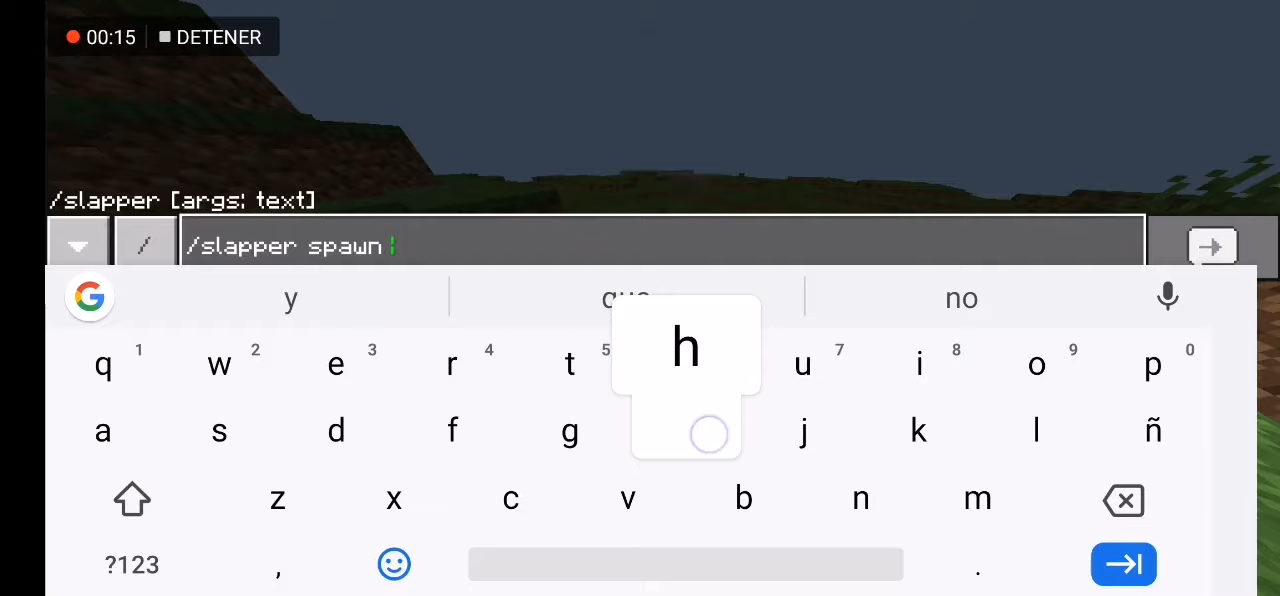 00:15 DETENER
/slapper [args: text]
/ /slapper spawn
y que no
h
q 1 w 2 e 3 r 4 t 5 u 7 i 8 o 9 p 0
a s d f g j k l ñ
z x c v b n m
?123 , .